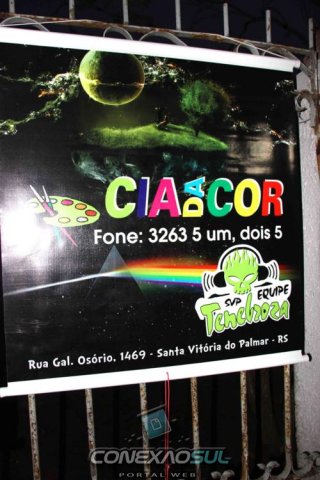 CIA DA COR
Fone: 3263 5 um, dois 5
SVP EQUIPE
Tenebroza
Rua Gal. Osório, 1469 - Santa Vitória do Palmar - RS
CONEXAOSUL
PORTAL WEB